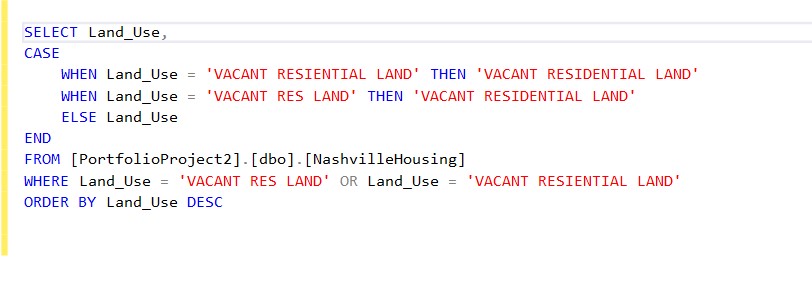 SELECT Land_Use,
CASE
    WHEN Land_Use = 'VACANT RESIENTIAL LAND' THEN 'VACANT RESIDENTIAL LAND'
    WHEN Land_Use = 'VACANT RES LAND' THEN 'VACANT RESIDENTIAL LAND'
    ELSE Land_Use
END
FROM [PortfolioProject2].[dbo].[NashvilleHousing]
WHERE Land_Use = 'VACANT RES LAND' OR Land_Use = 'VACANT RESIENTIAL LAND'
ORDER BY Land_Use DESC